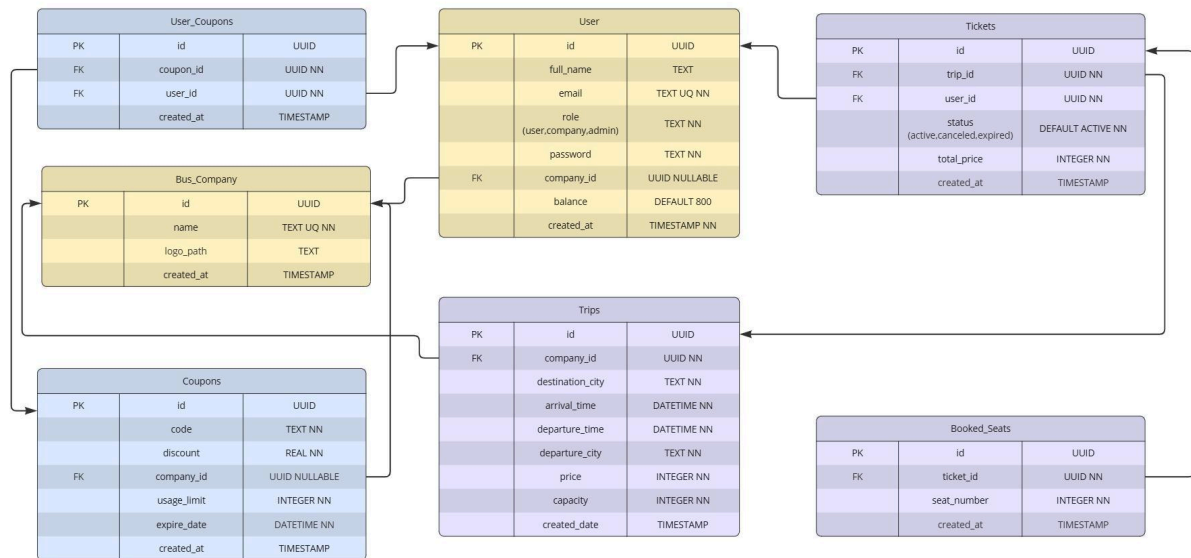 User_Coupons
PK id UUID
FK coupon_id UUID NN
FK user_id UUID NN
created_at TIMESTAMP
User
PK id UUID
full_name TEXT
email TEXT UQ NN
role
(user,company,admin) TEXT NN
password TEXT NN
FK company_id UUID NULLABLE
balance DEFAULT 800
created_at TIMESTAMP NN
Tickets
PK id UUID
FK trip_id UUID NN
FK user_id UUID NN
status
(active,canceled,expired) DEFAULT ACTIVE NN
total_price INTEGER NN
created_at TIMESTAMP
Bus_Company
PK id UUID
name TEXT UQ NN
logo_path TEXT
created_at TIMESTAMP
Trips
PK id UUID
FK company_id UUID NN
destination_city TEXT NN
arrival_time DATETIME NN
departure_time DATETIME NN
departure_city TEXT NN
price INTEGER NN
capacity INTEGER NN
created_date TIMESTAMP
Coupons
PK id UUID
code TEXT NN
discount REAL NN
FK company_id UUID NULLABLE
usage_limit INTEGER NN
expire_date DATETIME NN
created_at TIMESTAMP
Booked_Seats
PK id UUID
FK ticket_id UUID NN
seat_number INTEGER NN
created_at TIMESTAMP